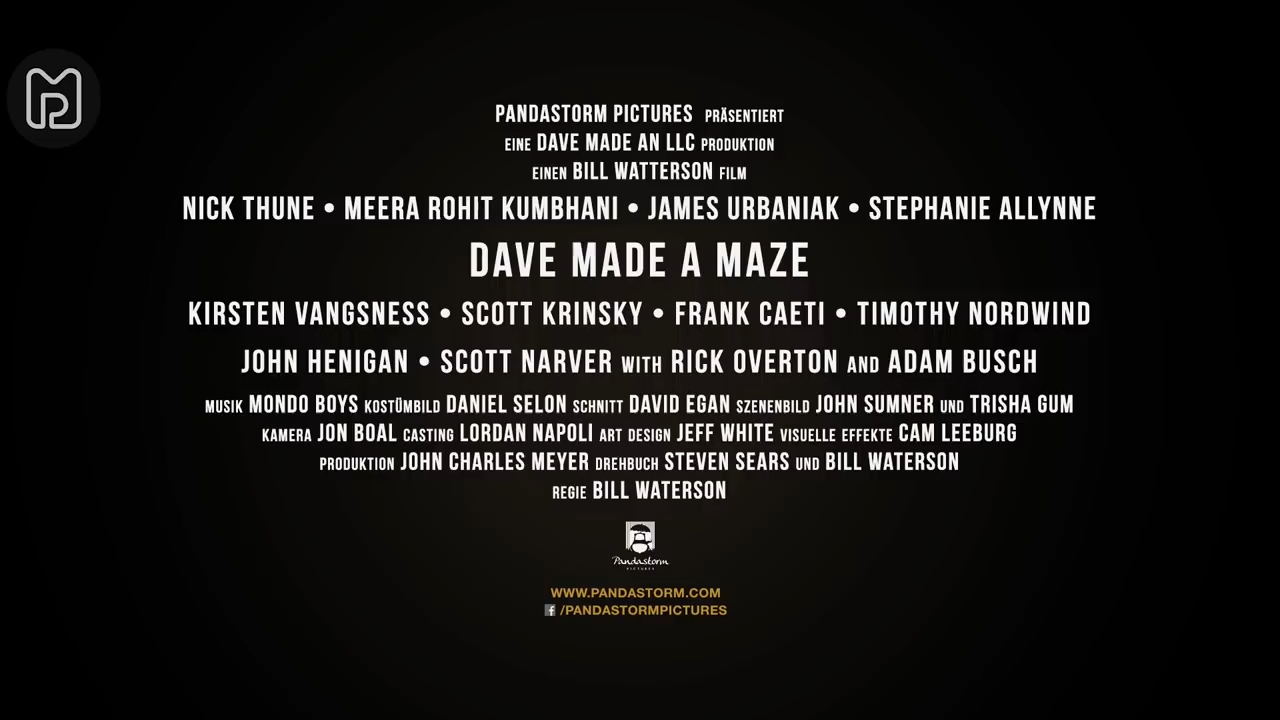 MP
PANDASTORM PICTURES PRÄSENTIERT
EINE DAVE MADE AN LLC PRODUKTION
EINEN BILL WATTERSON FILM
NICK THUNE • MEERA ROHIT KUMBHANI • JAMES URBANIAK • STEPHANIE ALLYNNE
DAVE MADE A MAZE
KIRSTEN VANGSNESS • SCOTT KRINSKY • FRANK CAETI • TIMOTHY NORDWIND
JOHN HENIGAN • SCOTT NARVER WITH RICK OVERTON AND ADAM BUSCH
MUSIK MONDO BOYS KOSTÜMBILD DANIEL SELON SCHNITT DAVID EGAN SZENENBILD JOHN SUMNER UND TRISHA GUM
KAMERA JON BOAL CASTING LORDAN NAPOLI ART DESIGN JEFF WHITE VISUELLE EFFEKTE CAM LEEBURG
PRODUKTION JOHN CHARLES MEYER DREHBUCH STEVEN SEARS UND BILL WATERSON
REGIE BILL WATERSON
Pandastorm
PICTURES
WWW.PANDASTORM.COM
f /PANDASTORMPICTURES